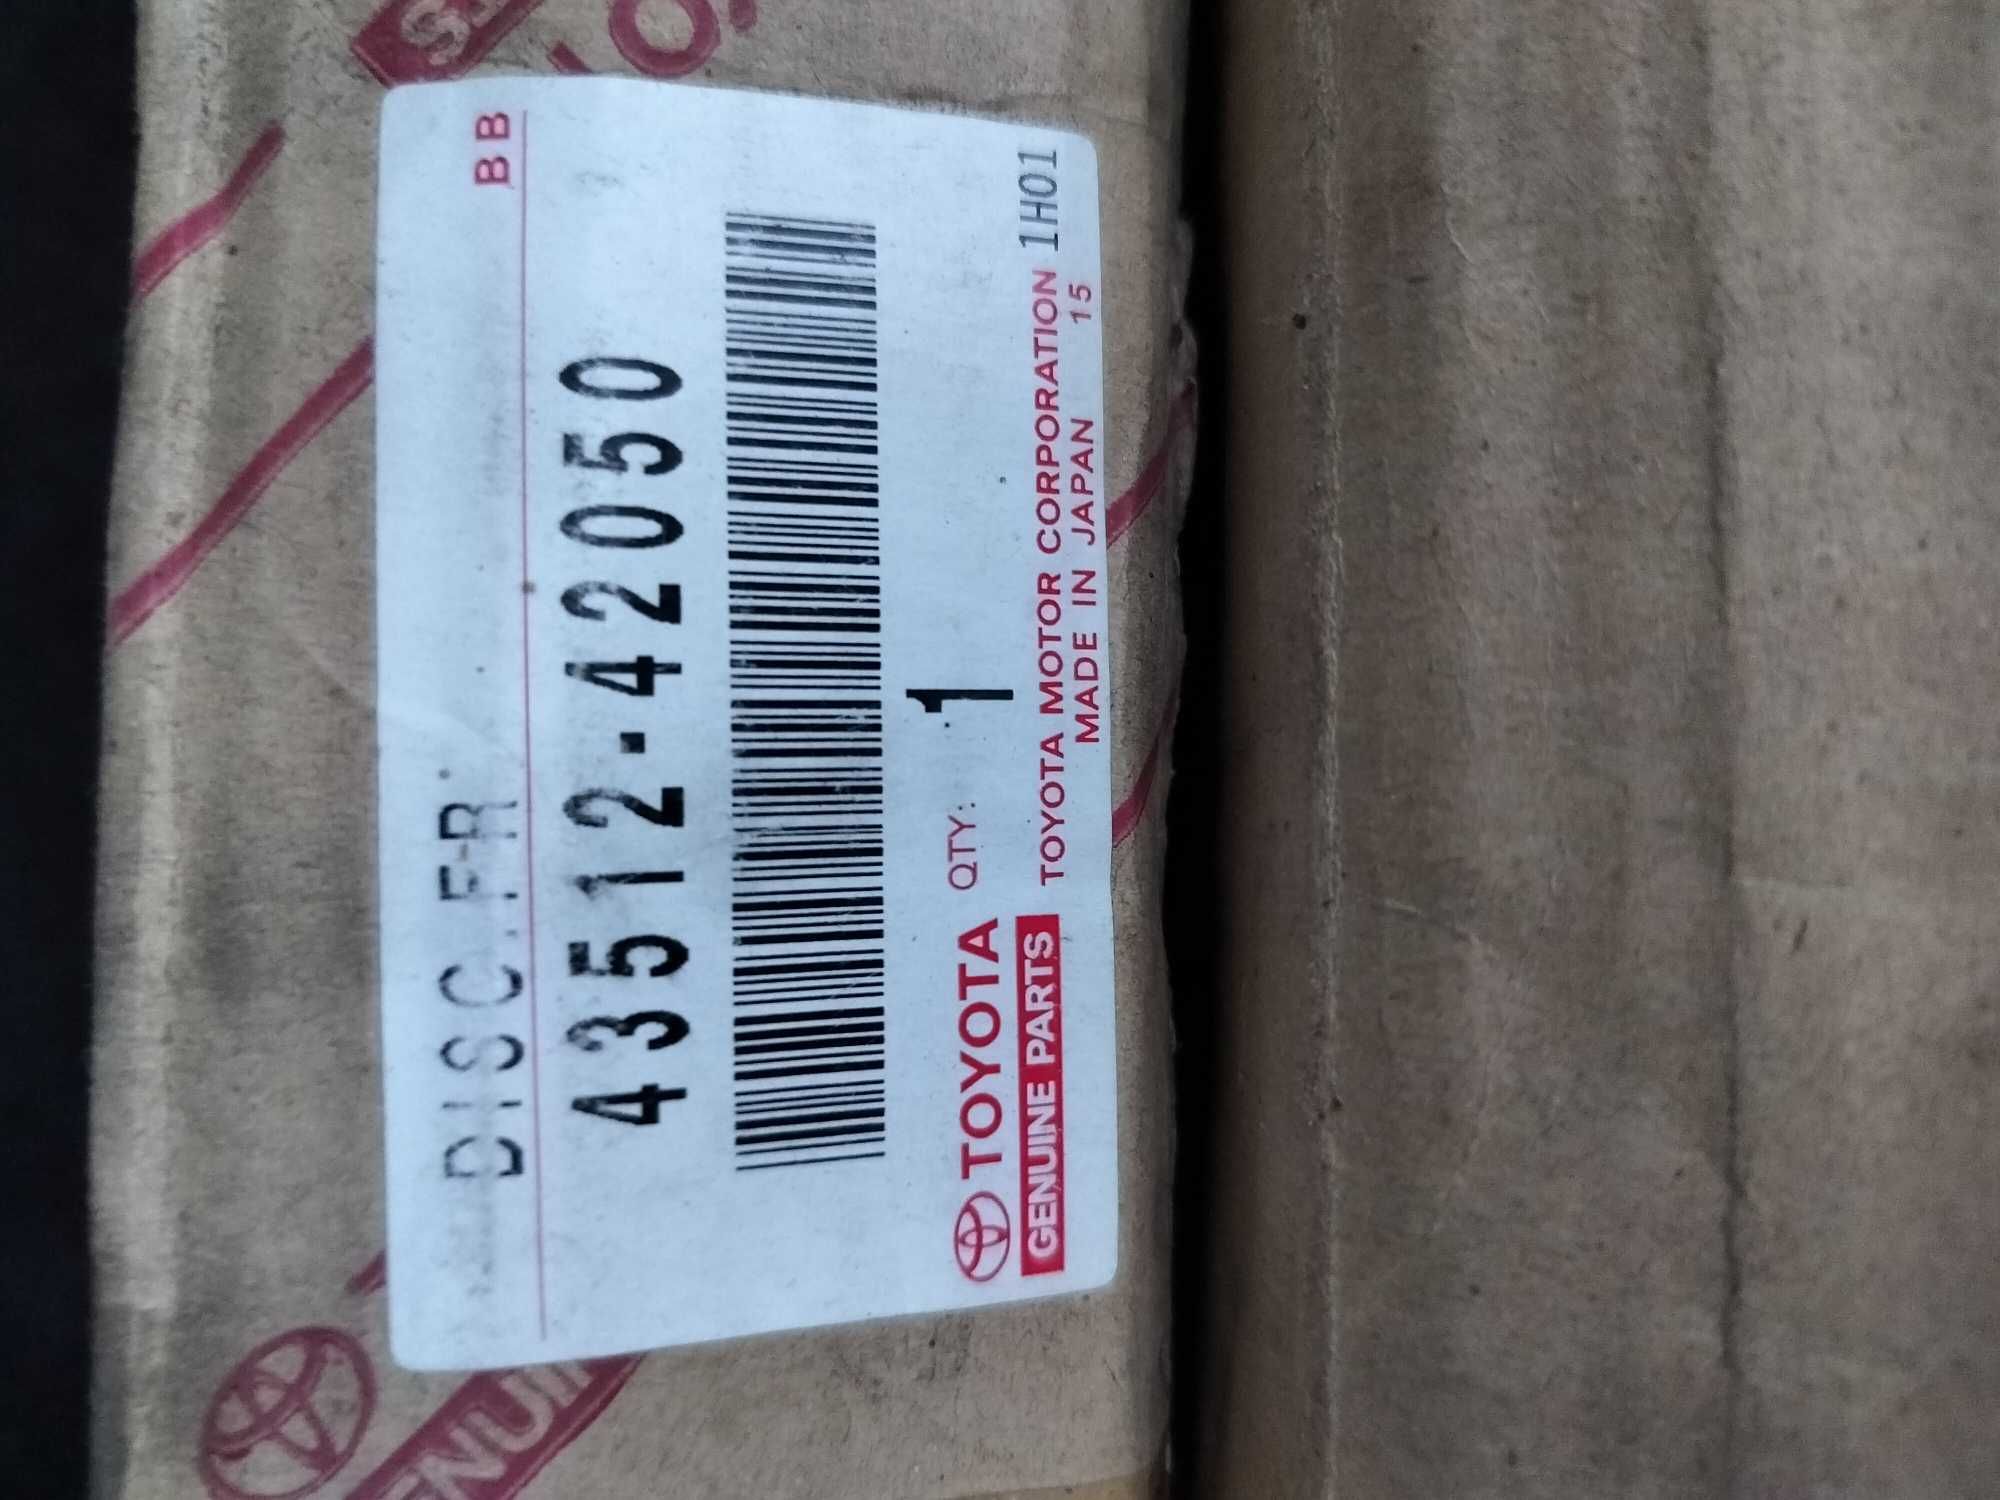 BB
DISC.FR
43512-42050
TOYOTA QTY: 1
GENUINE PARTS TOYOTA MOTOR CORPORATION 1H01
MADE IN JAPAN 15